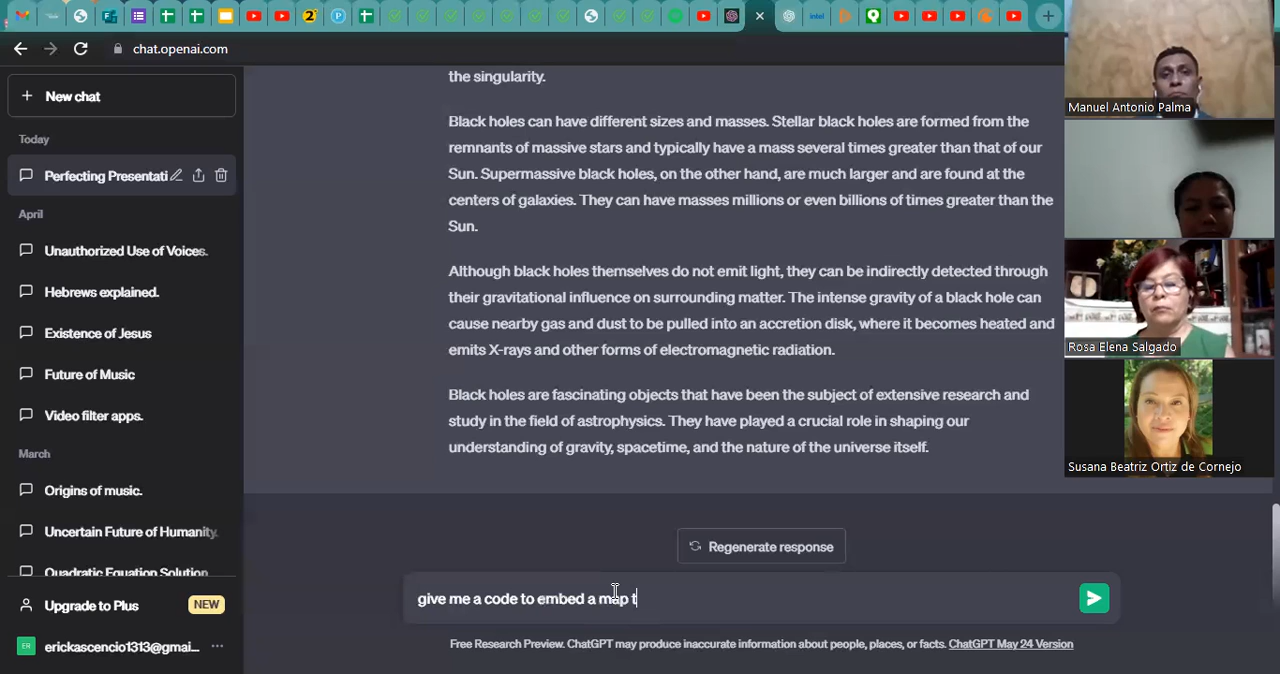 chat.openai.com
New chat
Today
Perfecting Presentati
April
Unauthorized Use of Voices.
Hebrews explained.
Existence of Jesus
Future of Music
Video filter apps.
March
Origins of music.
Uncertain Future of Humanity.
Quadratic Equation Solution
Upgrade to Plus
NEW
ER
erickascencio1313@gmai...
the singularity.
Black holes can have different sizes and masses. Stellar black holes are formed from the
remnants of massive stars and typically have a mass several times greater than that of our
Sun. Supermassive black holes, on the other hand, are much larger and are found at the
centers of galaxies. They can have masses millions or even billions of times greater than the
Sun.
Although black holes themselves do not emit light, they can be indirectly detected through
their gravitational influence on surrounding matter. The intense gravity of a black hole can
cause nearby gas and dust to be pulled into an accretion disk, where it becomes heated and
emits X-rays and other forms of electromagnetic radiation.
Black holes are fascinating objects that have been the subject of extensive research and
study in the field of astrophysics. They have played a crucial role in shaping our
understanding of gravity, spacetime, and the nature of the universe itself.
Regenerate response
give me a code to embed a map t
Free Research Preview. ChatGPT may produce inaccurate information about people, places, or facts. ChatGPT May 24 Version
Manuel Antonio Palma
Rosa Elena Salgado
Susana Beatriz Ortiz de Cornejo